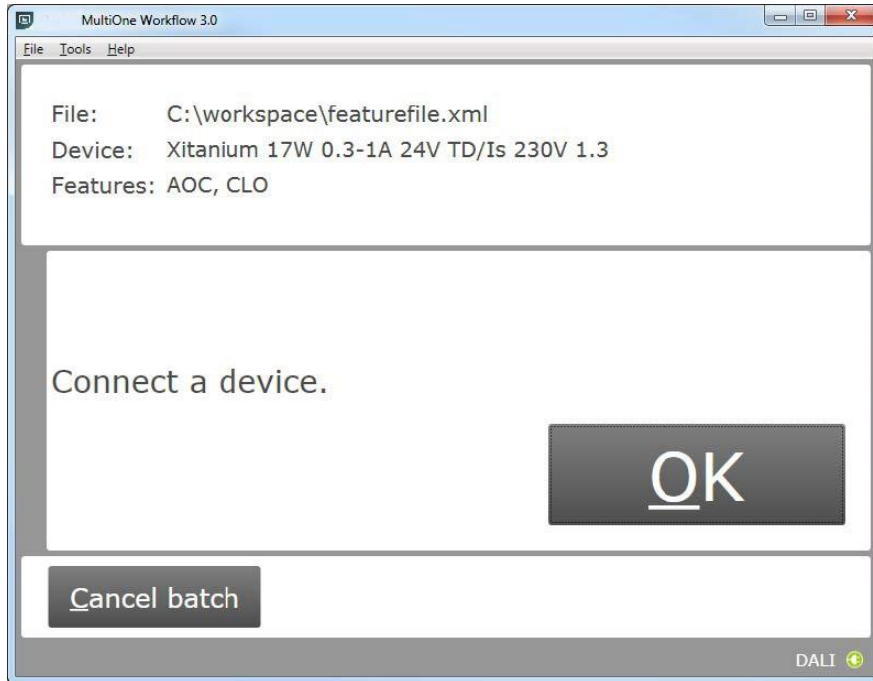 MultiOne Workflow 3.0
File Tools Help
File: C:\workspace\featurefile.xml
Device: Xitanium 17W 0.3-1A 24V TD/Is 230V 1.3
Features: AOC, CLO
Connect a device.
OK
Cancel batch
DALI